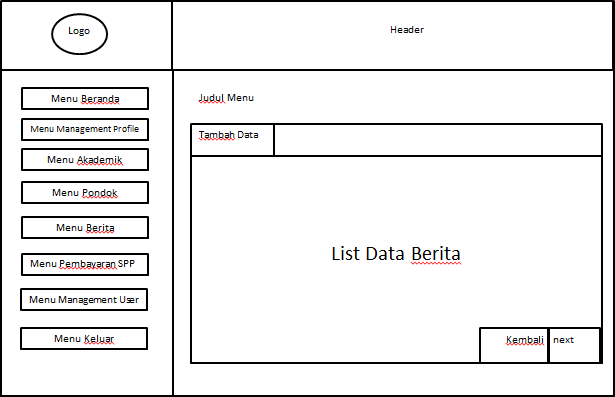 Logo
Header
Menu Beranda
Menu Management Profile
Menu Akademik
Menu Pondok
Menu Berita
Menu Pembayaran SPP
Menu Management User
Menu Keluar
Judul Menu
Tambah Data
List Data Berita
Kembali
next